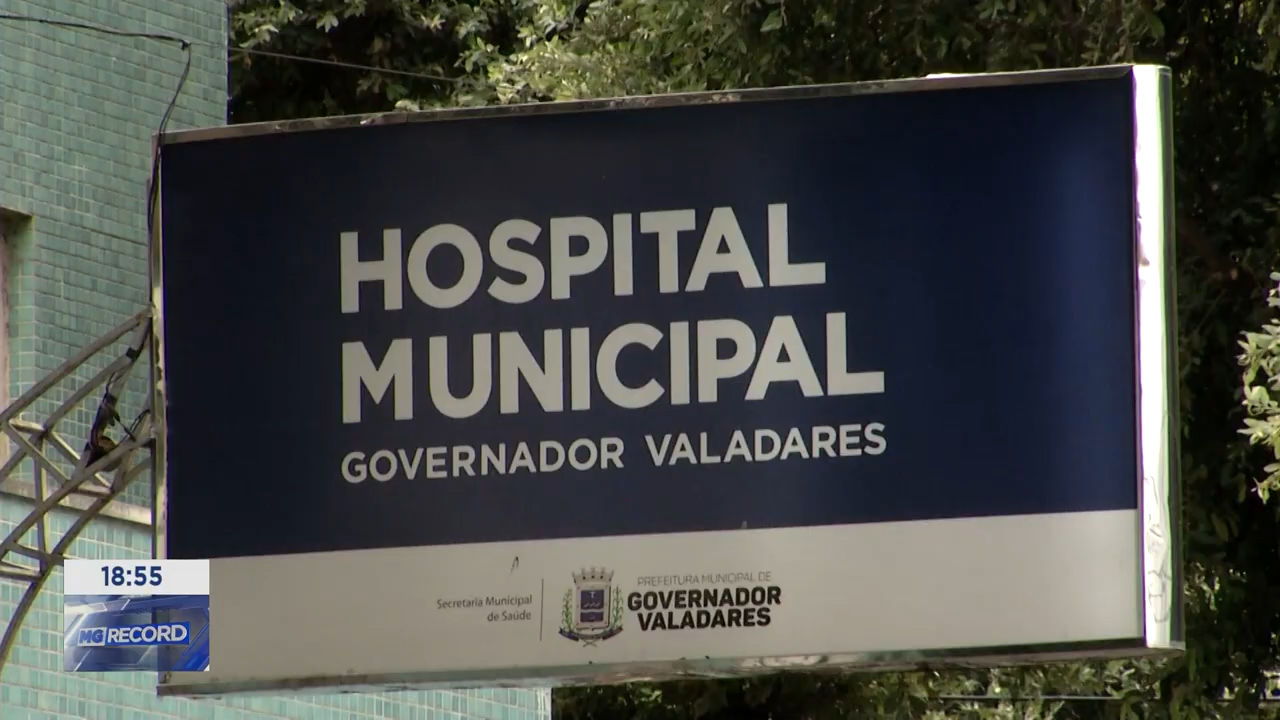 HOSPITAL
MUNICIPAL
GOVERNADOR VALADARES
Secretaria Municipal
de Saúde
PREFEITURA MUNICIPAL DE
GOVERNADOR
VALADARES
18:55
MG RECORD